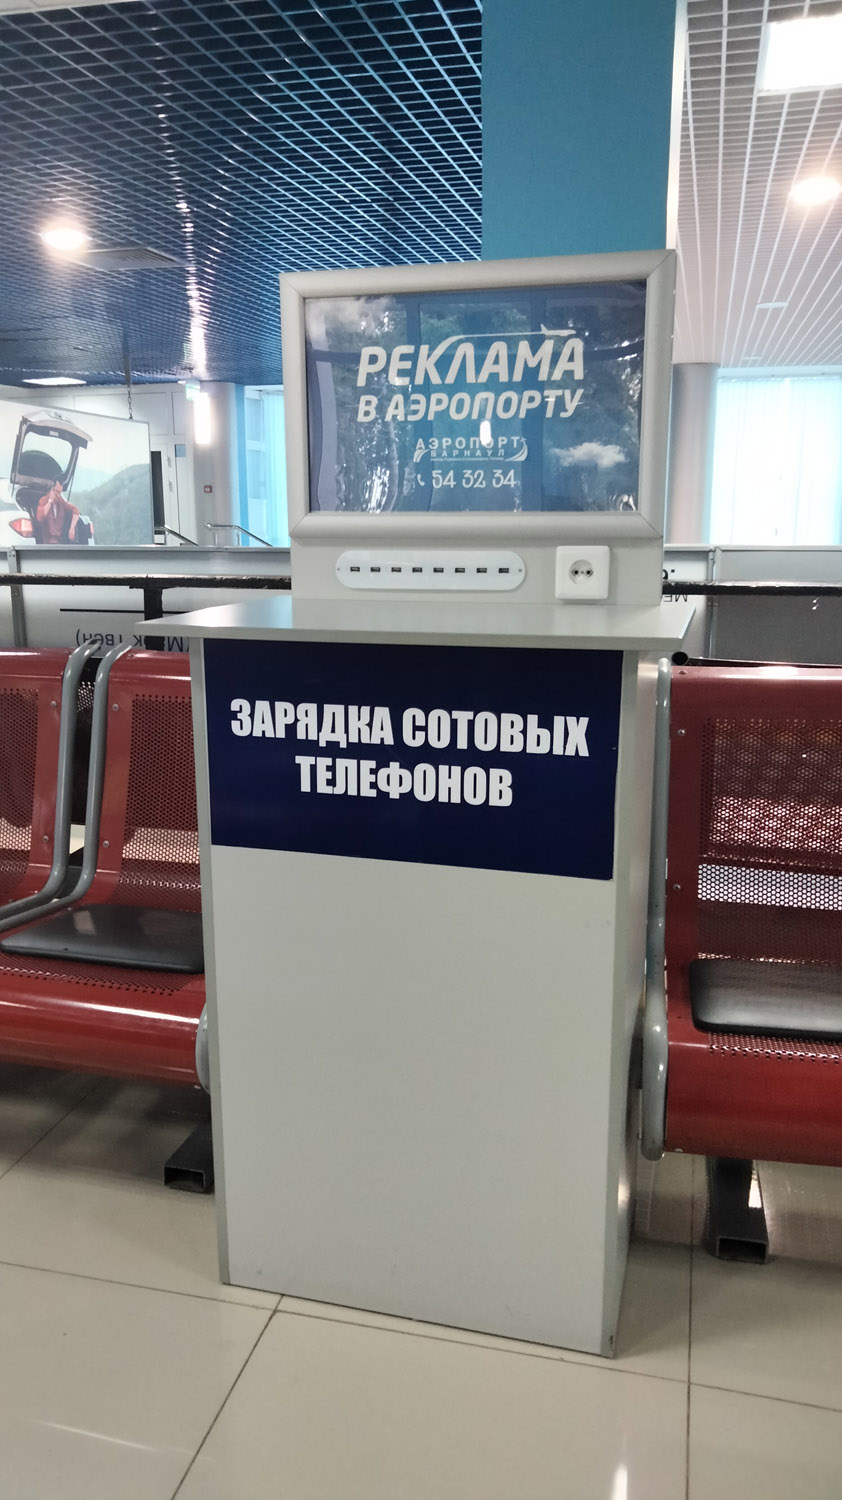 РЕКЛАМА
В АЭРОПОРТУ
АЭРОПОРТ
БАРНАУЛ
54 32 34
ЗАРЯДКА СОТОВЫХ
ТЕЛЕФОНОВ